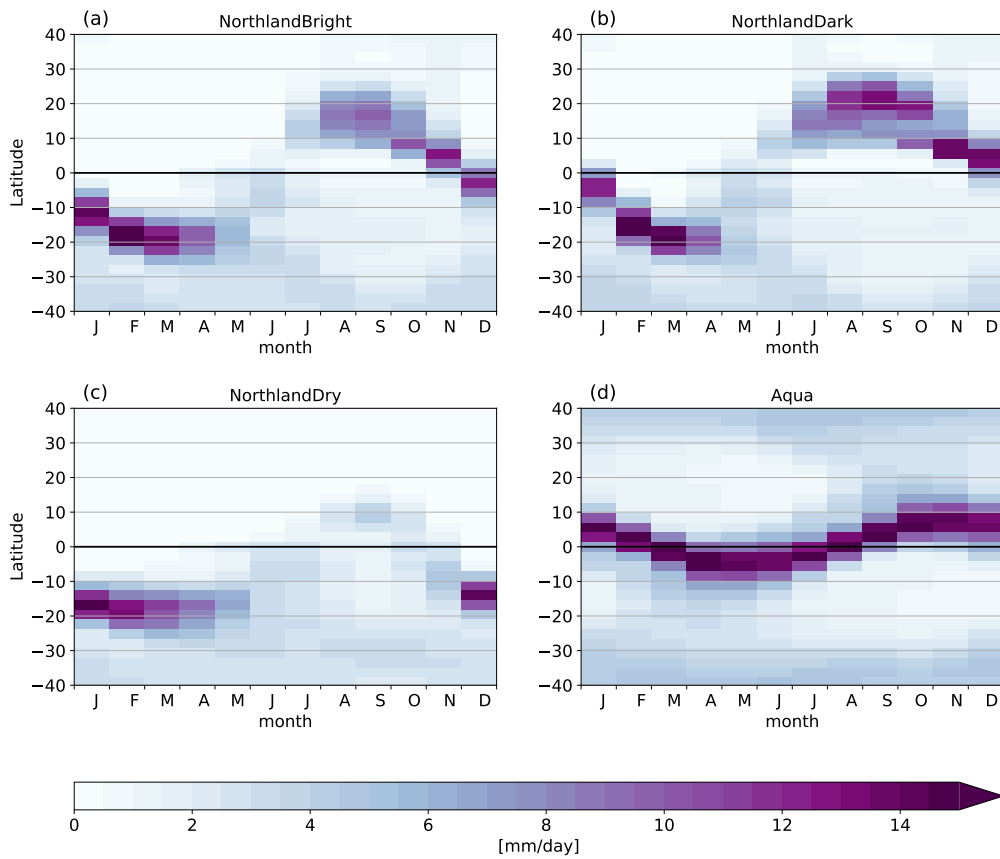 (a) NorthlandBright
(b) NorthlandDark
Latitude
40
30
20
10
0
−10
−20
−30
−40
J F M A M J J A S O N D
month
40
30
20
10
0
−10
−20
−30
−40
J F M A M J J A S O N D
month
(c) NorthlandDry
(d) Aqua
Latitude
40
30
20
10
0
−10
−20
−30
−40
J F M A M J J A S O N D
month
40
30
20
10
0
−10
−20
−30
−40
J F M A M J J A S O N D
month
0 2 4 6 8 10 12 14
[mm/day]